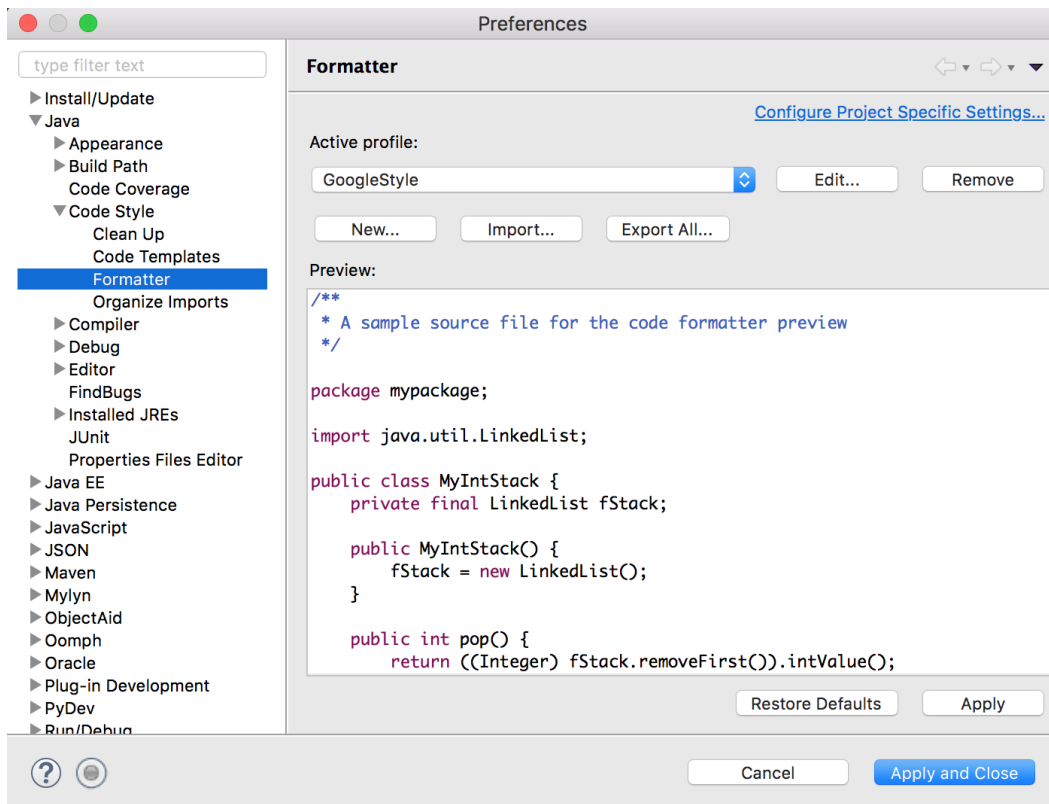 Preferences
type filter text
Install/Update
Java
Appearance
Build Path
Code Coverage
Code Style
Clean Up
Code Templates
Formatter
Organize Imports
Compiler
Debug
Editor
FindBugs
Installed JREs
JUnit
Properties Files Editor
Java EE
Java Persistence
JavaScript
JSON
Maven
Mylyn
ObjectAid
Oomph
Oracle
Plug-in Development
PyDev
Run/Debug
Formatter
Configure Project Specific Settings...
Active profile:
GoogleStyle
Edit...
Remove
New...
Import...
Export All...
Preview:
/**
 * A sample source file for the code formatter preview
 */
package mypackage;
import java.util.LinkedList;
public class MyIntStack {
    private final LinkedList fStack;
    public MyIntStack() {
        fStack = new LinkedList();
    }
    public int pop() {
        return ((Integer) fStack.removeFirst()).intValue();
Restore Defaults
Apply
?
Cancel
Apply and Close